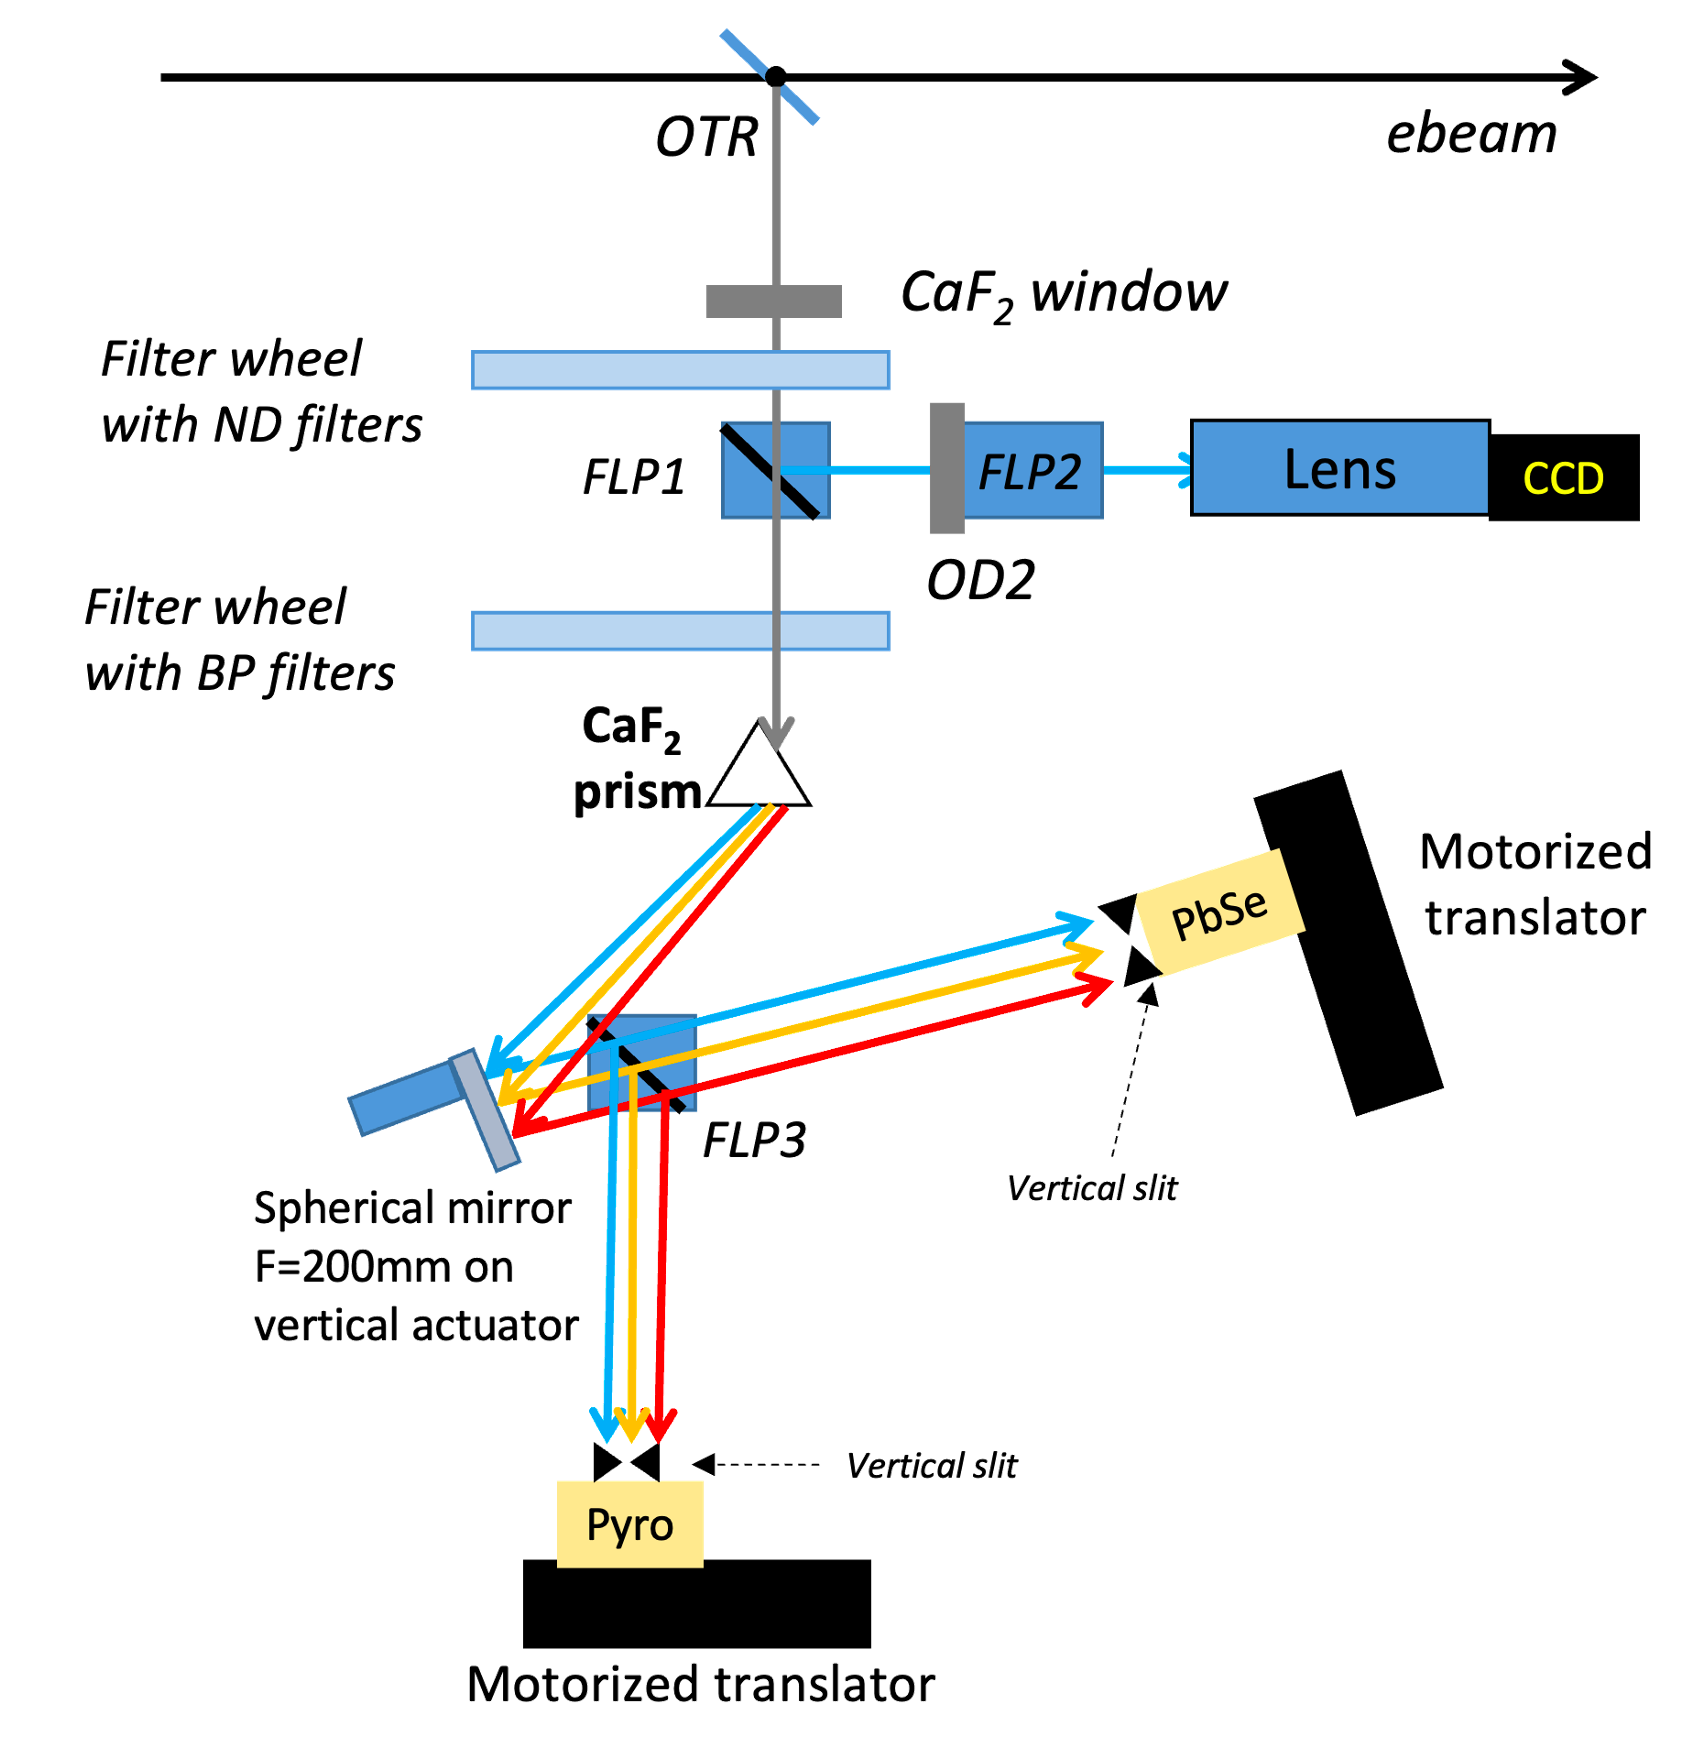 OTR
ebeam
CaF2 window
Filter wheel
with ND filters
FLP1
FLP2
Lens
CCD
OD2
Filter wheel
with BP filters
CaF2
prism
PbSe
Motorized
translator
FLP3
Vertical slit
Spherical mirror
F=200mm on
vertical actuator
Vertical slit
Pyro
Motorized translator